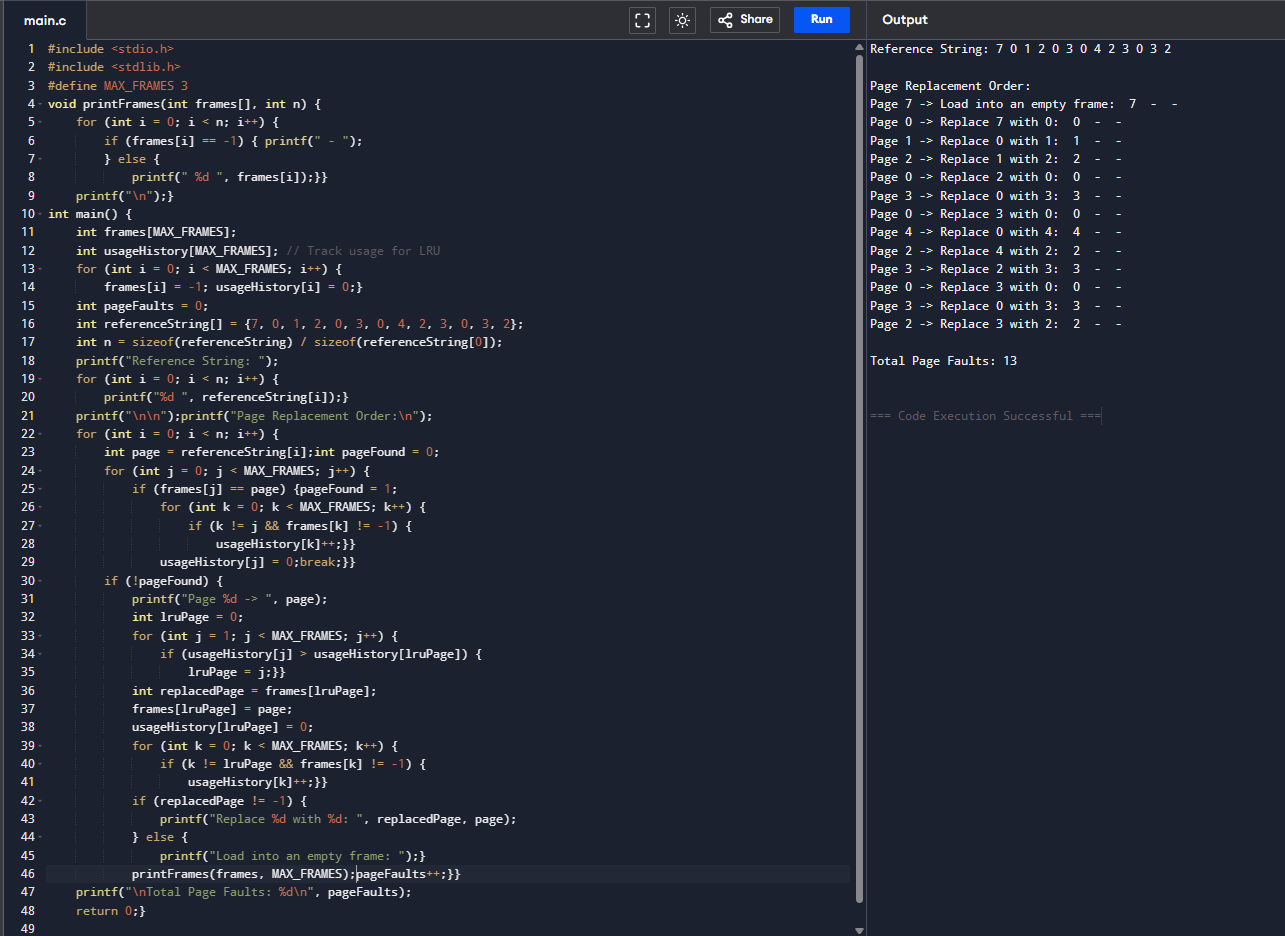 main.c
Share
Run
Output
1 #include <stdio.h>
2 #include <stdlib.h>
3 #define MAX_FRAMES 3
4 void printFrames(int frames[], int n) {
5     for (int i = 0; i < n; i++) {
6         if (frames[i] == -1) { printf(" - ");
7         } else {
8             printf(" %d ", frames[i]);}}
9     printf("\n");}
10 int main() {
11     int frames[MAX_FRAMES];
12     int usageHistory[MAX_FRAMES]; // Track usage for LRU
13     for (int i = 0; i < MAX_FRAMES; i++) {
14         frames[i] = -1; usageHistory[i] = 0;}
15     int pageFaults = 0;
16     int referenceString[] = {7, 0, 1, 2, 0, 3, 0, 4, 2, 3, 0, 3, 2};
17     int n = sizeof(referenceString) / sizeof(referenceString[0]);
18     printf("Reference String: ");
19     for (int i = 0; i < n; i++) {
20         printf("%d ", referenceString[i]);}
21     printf("\n\n");printf("Page Replacement Order:\n");
22     for (int i = 0; i < n; i++) {
23         int page = referenceString[i];int pageFound = 0;
24         for (int j = 0; j < MAX_FRAMES; j++) {
25             if (frames[j] == page) {pageFound = 1;
26                 for (int k = 0; k < MAX_FRAMES; k++) {
27                     if (k != j && frames[k] != -1) {
28                         usageHistory[k]++;}}
29                 usageHistory[j] = 0;break;}}
30         if (!pageFound) {
31             printf("Page %d -> ", page);
32             int lruPage = 0;
33             for (int j = 1; j < MAX_FRAMES; j++) {
34                 if (usageHistory[j] > usageHistory[lruPage]) {
35                     lruPage = j;}}
36             int replacedPage = frames[lruPage];
37             frames[lruPage] = page;
38             usageHistory[lruPage] = 0;
39             for (int k = 0; k < MAX_FRAMES; k++) {
40                 if (k != lruPage && frames[k] != -1) {
41                     usageHistory[k]++;}}
42             if (replacedPage != -1) {
43                 printf("Replace %d with %d: ", replacedPage, page);
44             } else {
45                 printf("Load into an empty frame: ");}
46             printFrames(frames, MAX_FRAMES);pageFaults++;}}
47     printf("\nTotal Page Faults: %d\n", pageFaults);
48     return 0;}
49
Reference String: 7 0 1 2 0 3 0 4 2 3 0 3 2
Page Replacement Order:
Page 7 -> Load into an empty frame:  7  -  -
Page 0 -> Replace 7 with 0:  0  -  -
Page 1 -> Replace 0 with 1:  1  -  -
Page 2 -> Replace 1 with 2:  2  -  -
Page 0 -> Replace 2 with 0:  0  -  -
Page 3 -> Replace 0 with 3:  3  -  -
Page 0 -> Replace 3 with 0:  0  -  -
Page 4 -> Replace 0 with 4:  4  -  -
Page 2 -> Replace 4 with 2:  2  -  -
Page 3 -> Replace 2 with 3:  3  -  -
Page 0 -> Replace 3 with 0:  0  -  -
Page 3 -> Replace 0 with 3:  3  -  -
Page 2 -> Replace 3 with 2:  2  -  -
Total Page Faults: 13
=== Code Execution Successful ===